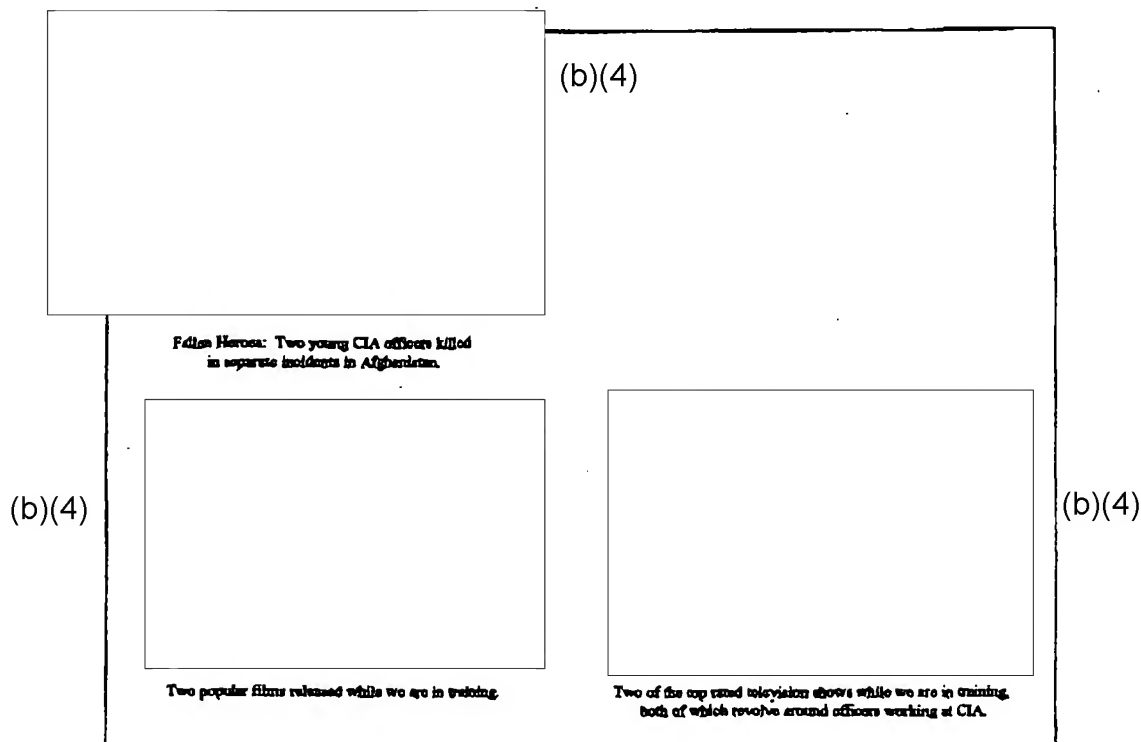 (b)(4)
Fallen Heroes: Two young CIA officers killed
in separate incidents in Afghanistan.
(b)(4)
(b)(4)
Two popular films released while we are in training.
Two of the top rated television shows while we are in training,
both of which revolve around officers working at CIA.